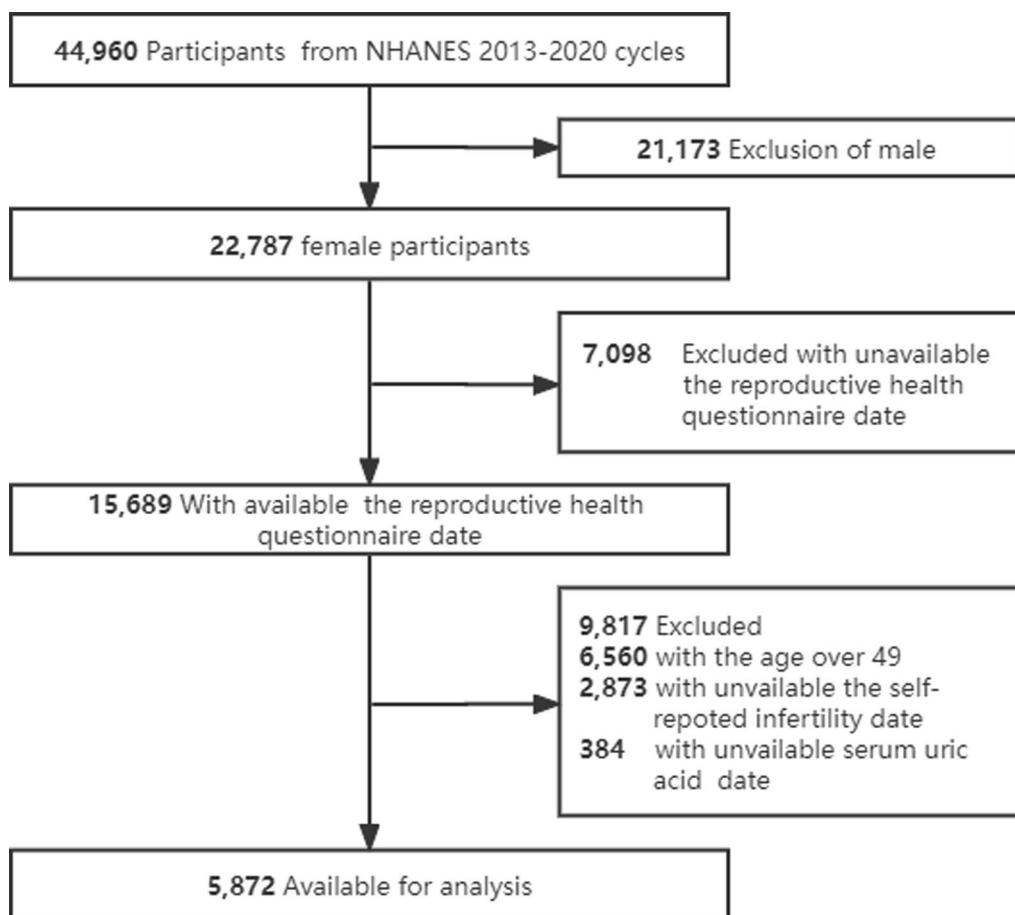 44,960 Participants from NHANES 2013-2020 cycles
21,173 Exclusion of male
22,787 female participants
7,098 Excluded with unavailable
the reproductive health
questionnaire date
15,689 With available the reproductive health
questionnaire date
9,817 Excluded
6,560 with the age over 49
2,873 with unvailable the self-
repoted infertility date
384 with unvailable serum uric
acid date
5,872 Available for analysis